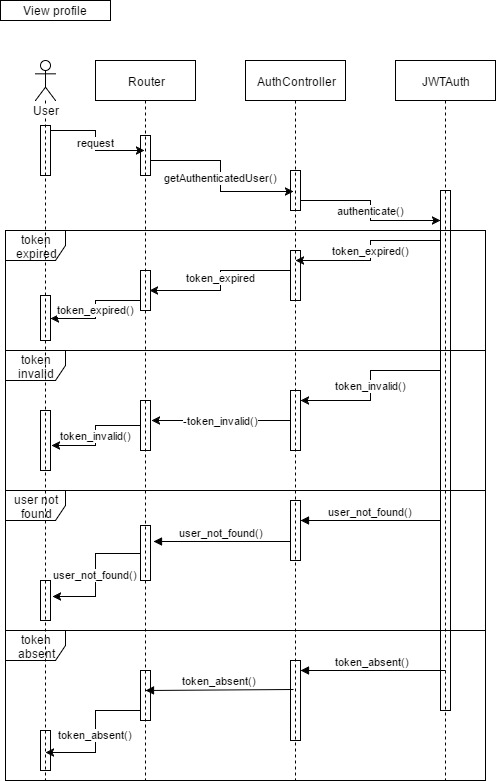 View profile
Router
AuthController
JWTAuth
User
request
getAuthenticatedUser()
authenticate()
token
expired
token_expired()
token_expired
token_expired()
token
invalid
token_invalid()
-token_invalid()
token_invalid()
user not
found
user_not_found()
user_not_found()
user_not_found()
token
absent
token_absent()
token_absent()
token_absent()